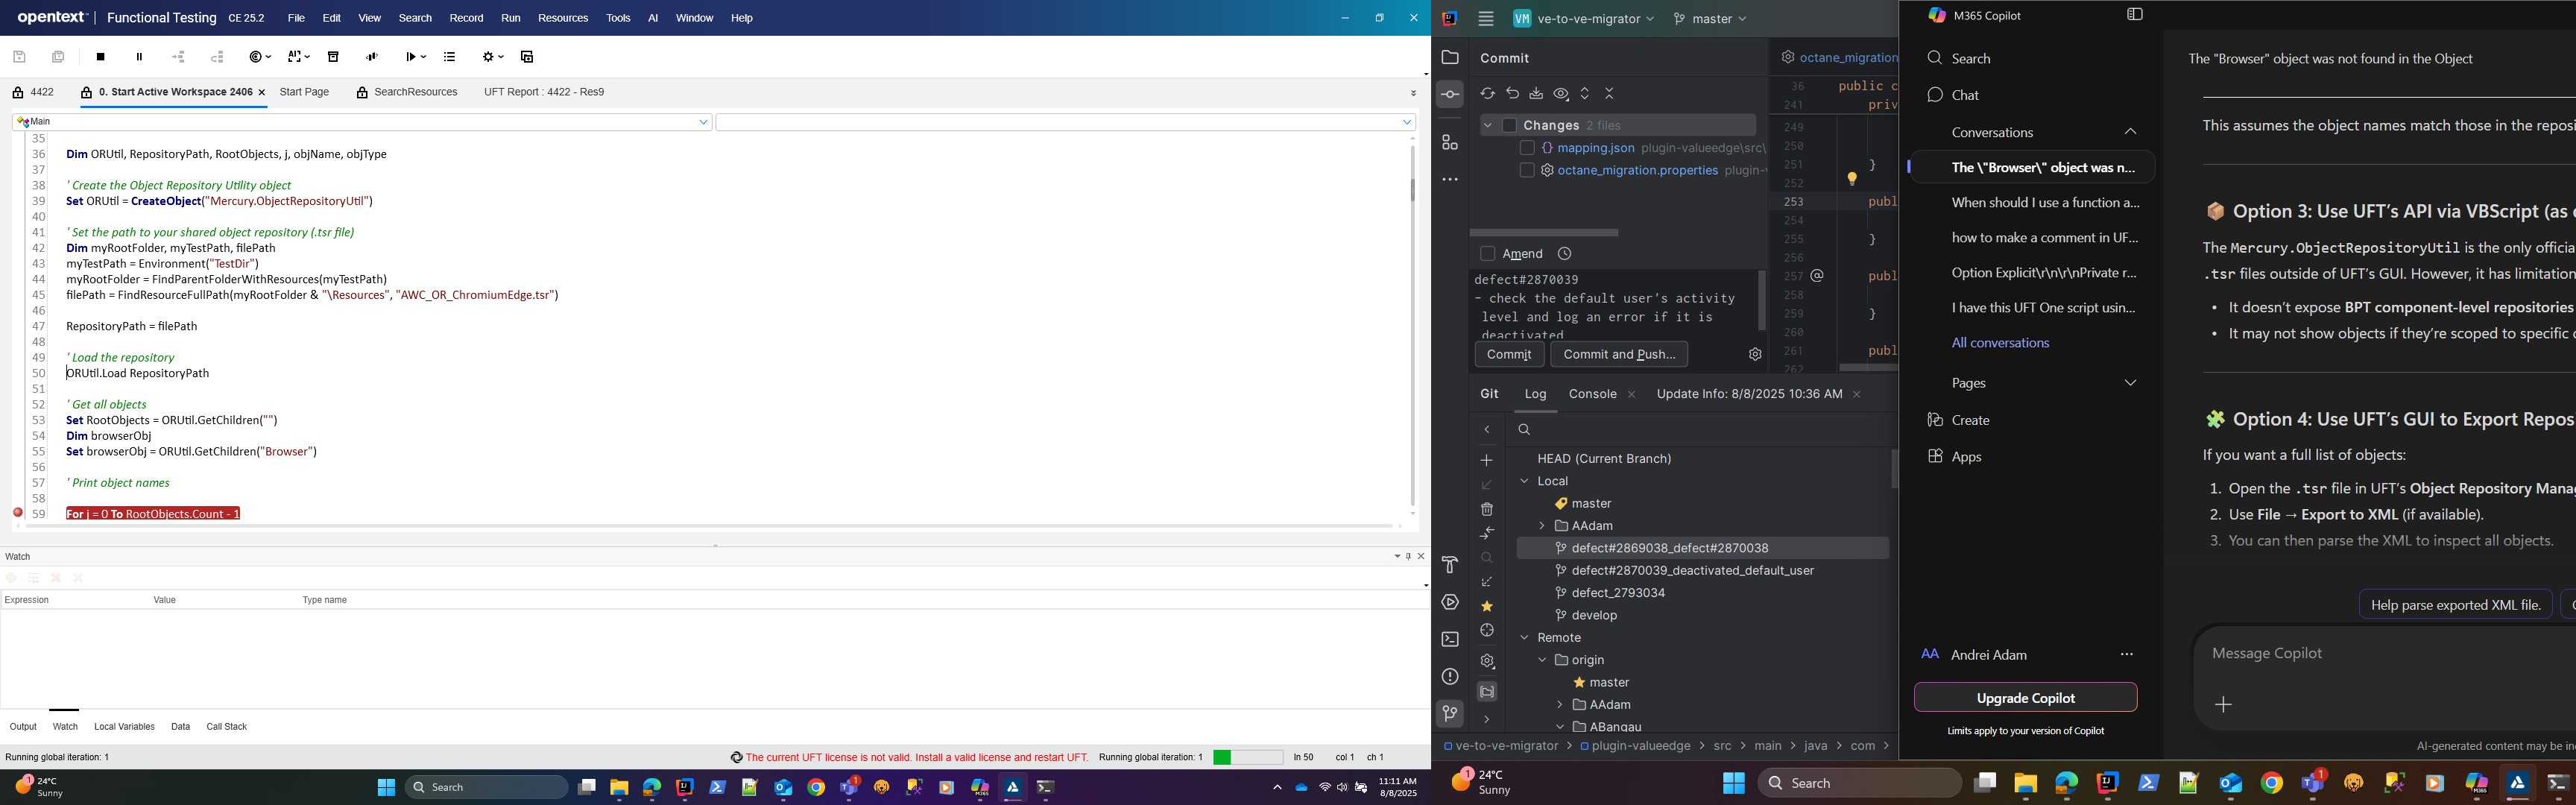 opentext™ | Functional Testing CE 25.2 File Edit View Search Record Run Resources Tools AI Window Help
4422 0. Start Active Workspace 2406 × Start Page SearchResources UFT Report : 4422 - Res9
Main
35
36 Dim ORUtil, RepositoryPath, RootObjects, j, objName, objType
37
38 ' Create the Object Repository Utility object
39 Set ORUtil = CreateObject("Mercury.ObjectRepositoryUtil")
40
41 ' Set the path to your shared object repository (.tsr file)
42 Dim myRootFolder, myTestPath, filePath
43 myTestPath = Environment("TestDir")
44 myRootFolder = FindParentFolderWithResources(myTestPath)
45 filePath = FindResourceFullPath(myRootFolder & "\Resources", "AWC_OR_ChromiumEdge.tsr")
46
47 RepositoryPath = filePath
48
49 ' Load the repository
50 ORUtil.Load RepositoryPath
51
52 ' Get all objects
53 Set RootObjects = ORUtil.GetChildren("")
54 Dim browserObj
55 Set browserObj = ORUtil.GetChildren("Browser")
56
57 ' Print object names
58
59 For j = 0 To RootObjects.Count - 1
Watch
Expression Value Type name
Output Watch Local Variables Data Call Stack
Running global iteration: 1 The current UFT license is not valid. Install a valid license and restart UFT. Running global iteration: 1 ln 50 col 1 ch 1
1 24°C
Sunny
Search
1
M365
11:11 AM
8/8/2025
VM ve-to-ve-migrator master
Commit
Changes 2 files
mapping.json plugin-valueedge\src\
octane_migration.properties plugin-
Amend
defect#2870039
- check the default user's activity
level and log an error if it is
deactivated
Commit Commit and Push...
octane_migration
36 public c
241 priv
249
250
251 }
252
253 publ
254
255 }
256
257 @ publ
258
259 }
260
261 publ
262
Git Log Console × Update Info: 8/8/2025 10:36 AM ×
HEAD (Current Branch)
Local
master
AAdam
defect#2869038_defect#2870038
defect#2870039_deactivated_default_user
defect_2793034
develop
Remote
origin
master
AAdam
ABangau
ve-to-ve-migrator > plugin-valueedge > src > main > java > com >
M365 Copilot
Search
Chat
Conversations
The \"Browser\" object was n...
When should I use a function a...
how to make a comment in UF...
Option Explicit\r\n\r\nPrivate r...
I have this UFT One script usin...
All conversations
Pages
Create
Apps
AA Andrei Adam ...
Upgrade Copilot
Limits apply to your version of Copilot
The "Browser" object was not found in the Object
This assumes the object names match those in the reposi
Option 3: Use UFT's API via VBScript (as
The Mercury.ObjectRepositoryUtil is the only officia
.tsr files outside of UFT's GUI. However, it has limitation
• It doesn't expose BPT component-level repositories
• It may not show objects if they're scoped to specific
Option 4: Use UFT's GUI to Export Repos
If you want a full list of objects:
1. Open the .tsr file in UFT's Object Repository Mana
2. Use File → Export to XML (if available).
3. You can then parse the XML to inspect all objects.
Help parse exported XML file.
Message Copilot
AI-generated content may be in
1 24°C
Sunny
Search
1
M365